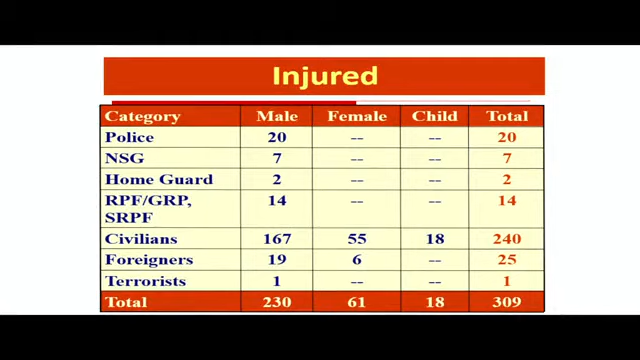 Injured
Category Male Female Child Total
Police 20 -- -- 20
NSG 7 -- -- 7
Home Guard 2 -- -- 2
RPF/GRP, 14 -- -- 14
SRPF
Civilians 167 55 18 240
Foreigners 19 6 -- 25
Terrorists 1 -- -- 1
Total 230 61 18 309